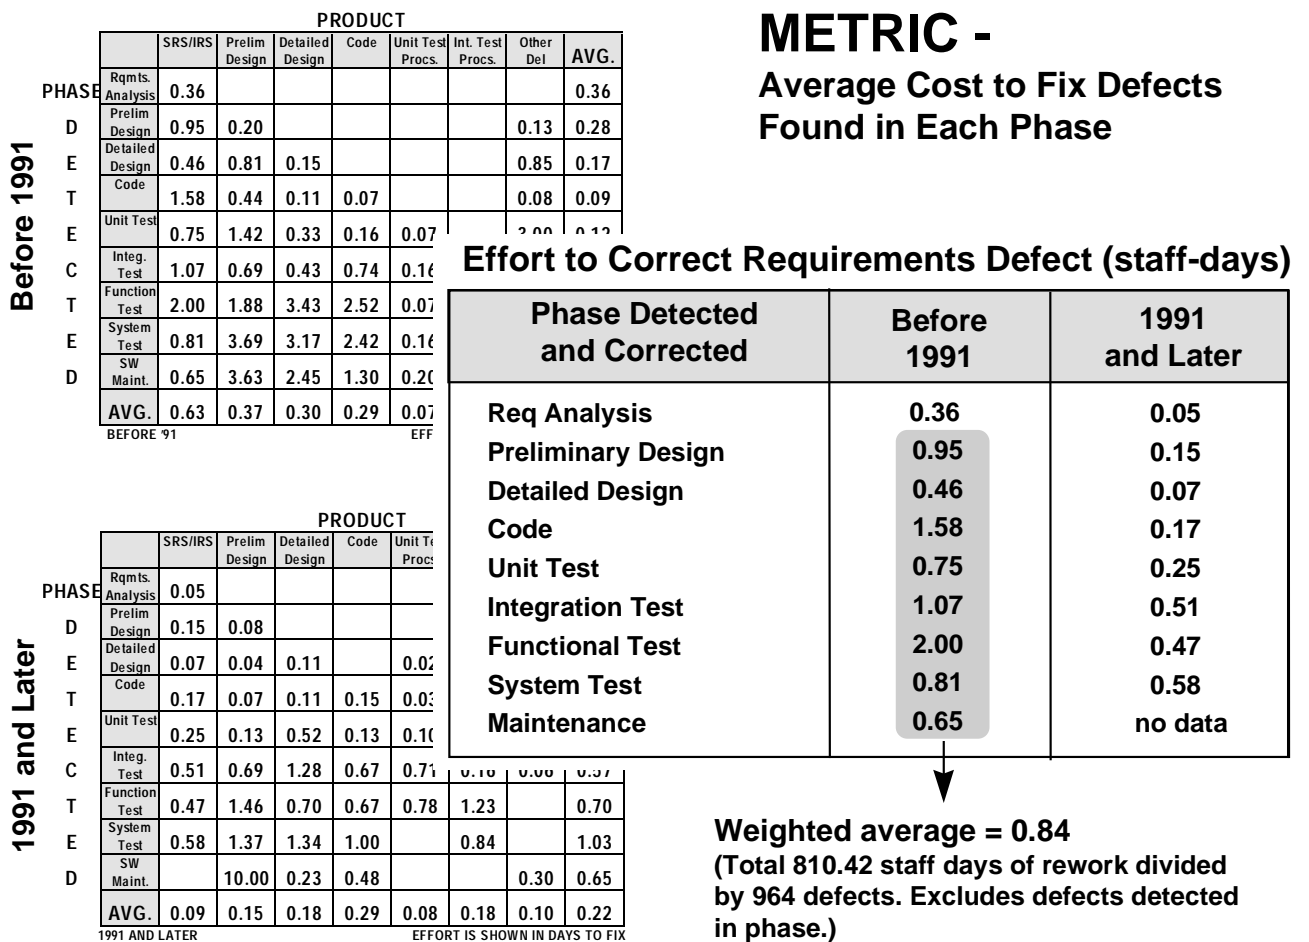 METRIC -
Average Cost to Fix Defects
Found in Each Phase
Before 1991
PRODUCT
SRS/IRS Prelim Design Detailed Design Code Unit Test Procs. Int. Test Procs. Other Del AVG.
PHASE
DETECTED
Rqmts. Analysis 0.36 0.36
Prelim Design 0.95 0.20 0.13 0.28
Detailed Design 0.46 0.81 0.15 0.85 0.17
Code 1.58 0.44 0.11 0.07 0.08 0.09
Unit Test 0.75 1.42 0.33 0.16 0.07
Integ. Test 1.07 0.69 0.43 0.74 0.16
Function Test 2.00 1.88 3.43 2.52 0.07
System Test 0.81 3.69 3.17 2.42 0.16
SW Maint. 0.65 3.63 2.45 1.30 0.20
AVG. 0.63 0.37 0.30 0.29 0.07
BEFORE '91 EFF
Effort to Correct Requirements Defect (staff-days)
Phase Detected and Corrected Before 1991 1991 and Later
Req Analysis 0.36 0.05
Preliminary Design 0.95 0.15
Detailed Design 0.46 0.07
Code 1.58 0.17
Unit Test 0.75 0.25
Integration Test 1.07 0.51
Functional Test 2.00 0.47
System Test 0.81 0.58
Maintenance 0.65 no data
Weighted average = 0.84
(Total 810.42 staff days of rework divided
by 964 defects. Excludes defects detected
in phase.)
1991 and Later
PRODUCT
SRS/IRS Prelim Design Detailed Design Code Unit
PHASE
DETECTED
Rqmts. Analysis 0.05
Prelim Design 0.15 0.08
Detailed Design 0.07 0.04 0.11 0.02
Code 0.17 0.07 0.11 0.15 0.03
Unit Test 0.25 0.13 0.52 0.13 0.10
Integ. Test 0.51 0.69 1.28 0.67 0.71
Function Test 0.47 1.46 0.70 0.67 0.78 1.23 0.70
System Test 0.58 1.37 1.34 1.00 0.84 1.03
SW Maint. 10.00 0.23 0.48 0.30 0.65
AVG. 0.09 0.15 0.18 0.29 0.08 0.18 0.10 0.22
1991 AND LATER EFFORT IS SHOWN IN DAYS TO FIX